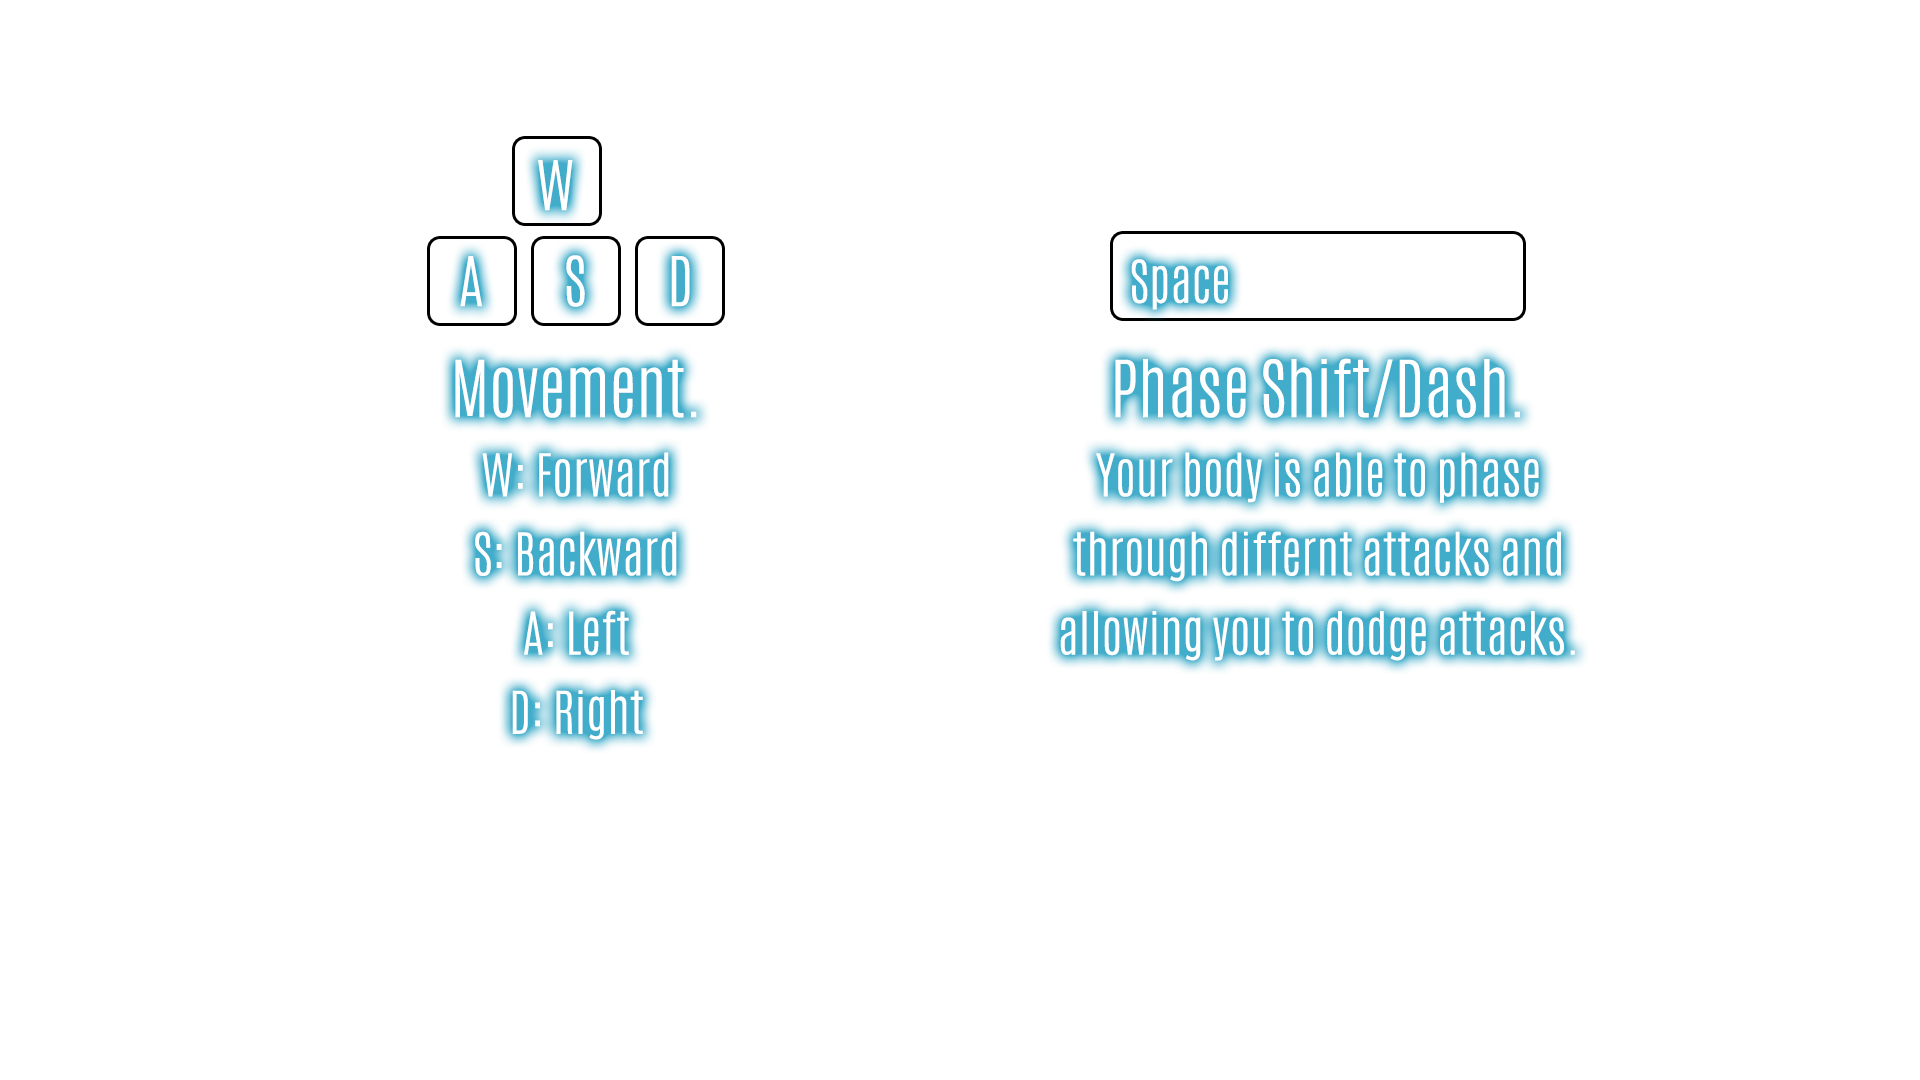 W
A S D
Movement.
W: Forward
S: Backward
A: Left
D: Right
Space
Phase Shift/Dash.
Your body is able to phase
through differnt attacks and
allowing you to dodge attacks.